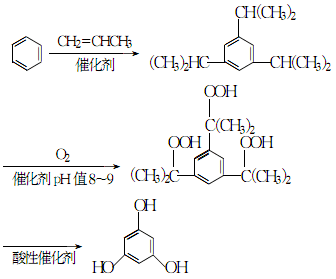 CH(CH₃)₂
CH₂=CHCH₃
催化剂
(CH₃)₂HC
CH(CH₃)₂
OOH
C(CH₃)₂
O₂
催化剂 pH 值 8~9
OOH
OOH
(CH₃)₂C
C(CH₃)₂
酸性催化剂
OH
HO
OH